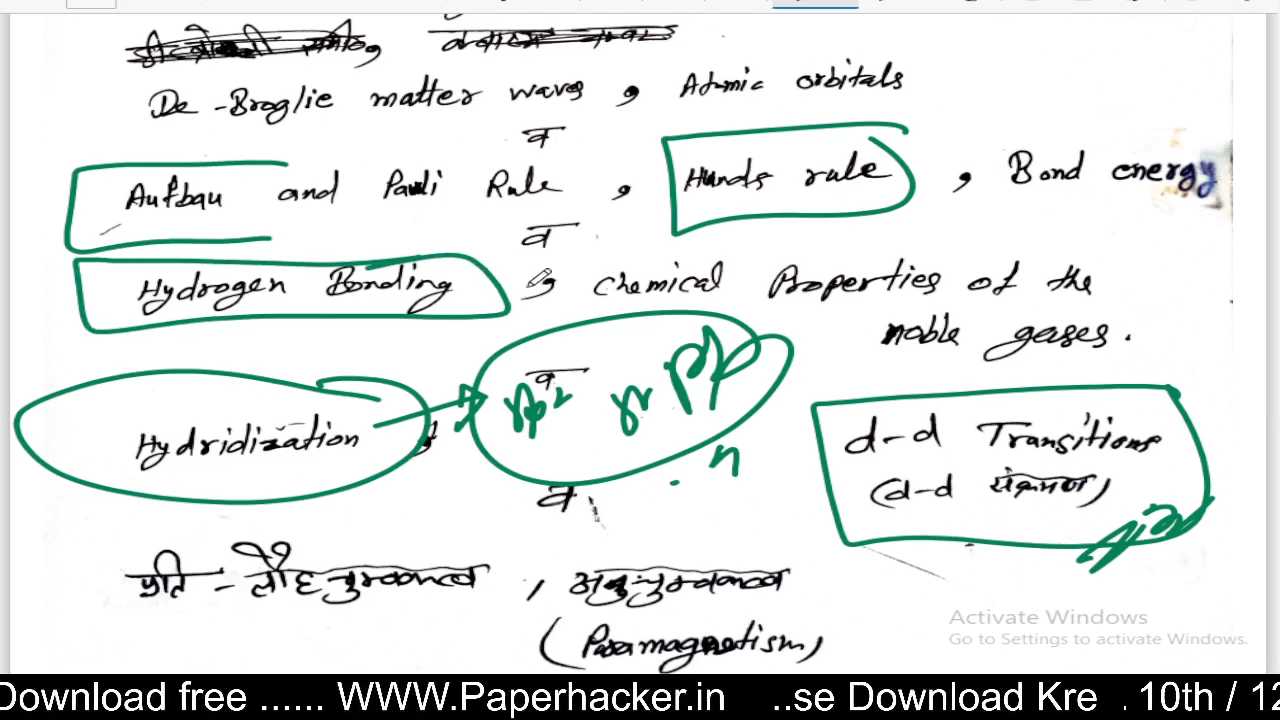 De-Broglie matter waves, Atomic orbitals
व
Aufbau and Pauli Rule, Hunds rule, Bond energy
व
Hydrogen Bonding, chemical Properties of the
noble gases.
व
sp²
Hydridization of
d-d Transitions
n
(d-d संक्रमण)
व
प्रति-लौहचुम्बकत्व, अनुचुम्बकत्व
(Paramagnetism)
Activate Windows
Go to Settings to activate Windows.
Download free ...... WWW.Paperhacker.in ..se Download Kre . 10th / 12